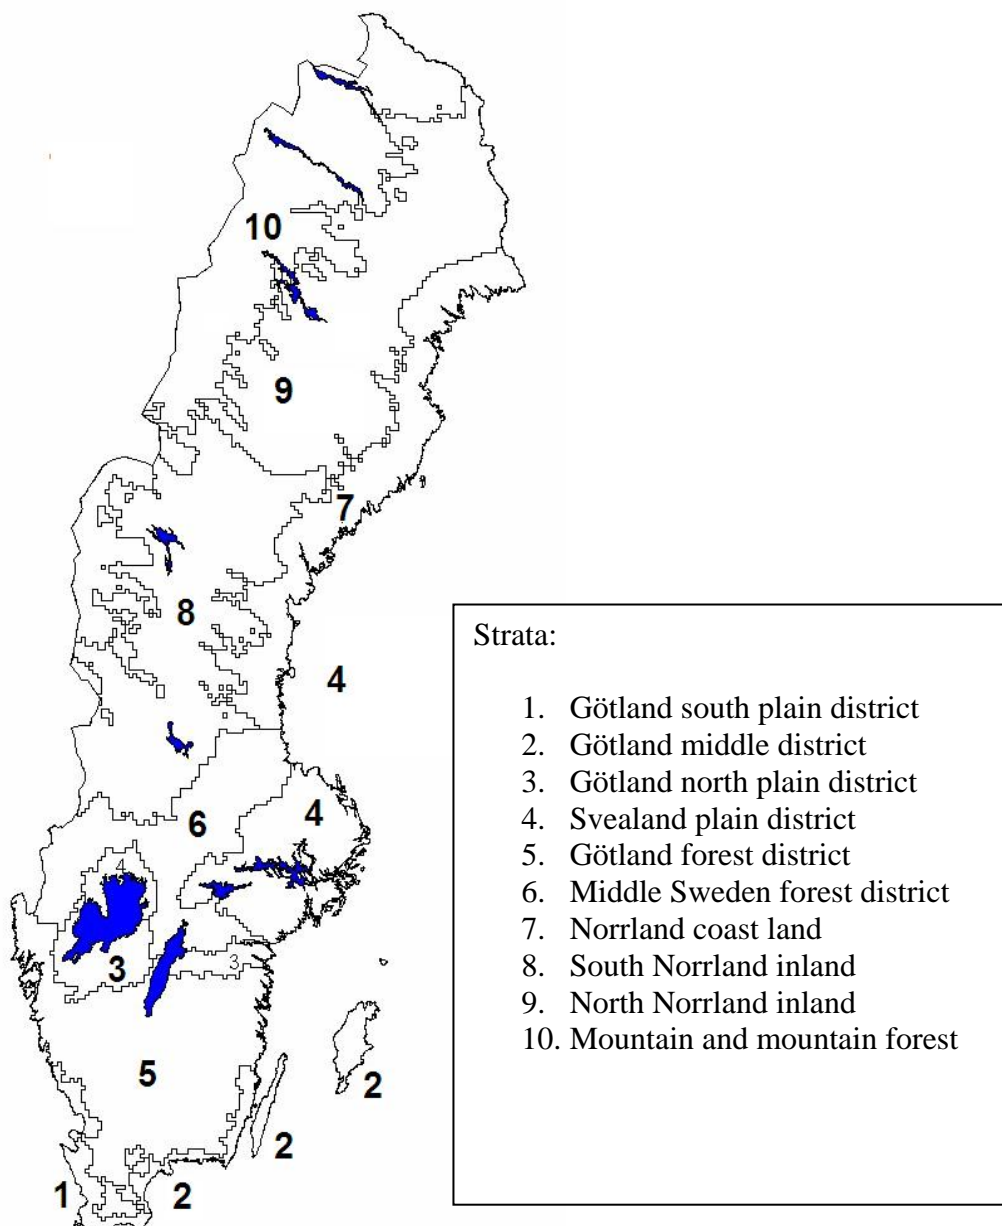 10
9
7
8
4
6
4
4
3
3
5
2
2
1
2
Strata:
1. Götland south plain district
2. Götland middle district
3. Götland north plain district
4. Svealand plain district
5. Götland forest district
6. Middle Sweden forest district
7. Norrland coast land
8. South Norrland inland
9. North Norrland inland
10. Mountain and mountain forest